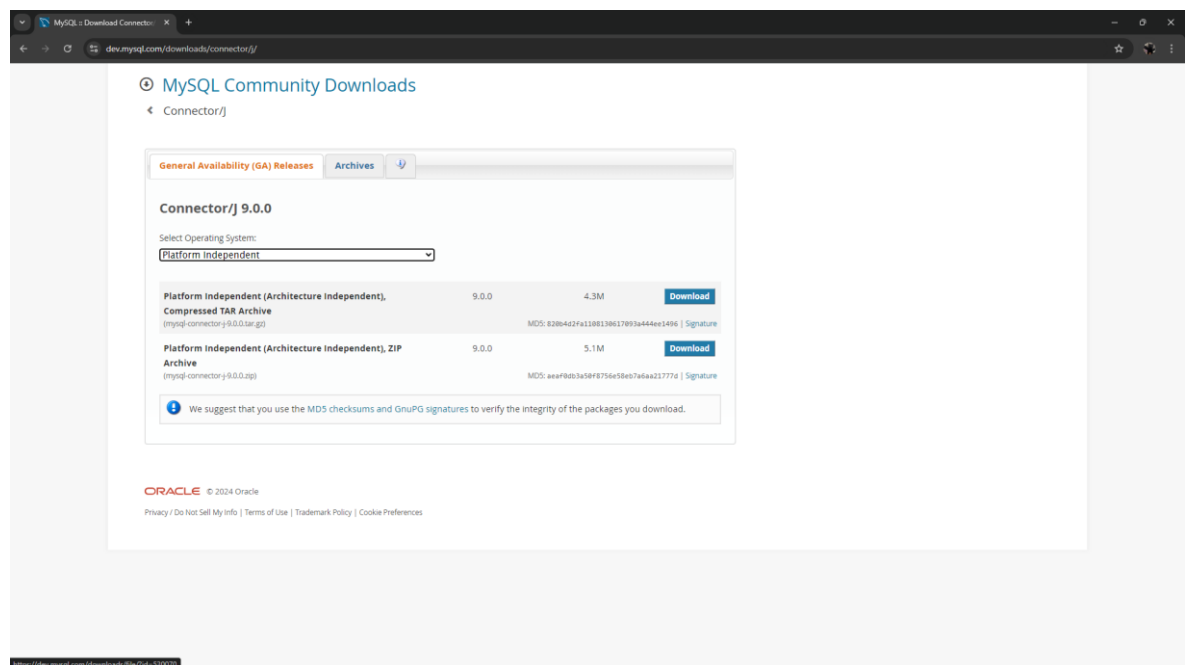 MySQL :: Download Connector
dev.mysql.com/downloads/connector/j/
MySQL Community Downloads
Connector/J
General Availability (GA) Releases
Archives
Connector/J 9.0.0
Select Operating System:
Platform Independent
Platform Independent (Architecture Independent), 9.0.0 4.3M Download
Compressed TAR Archive
(mysql-connector-j-9.0.0.tar.gz) MD5: 820b4d2fa1108130617093a444ee1496 | Signature
Platform Independent (Architecture Independent), ZIP 9.0.0 5.1M Download
Archive
(mysql-connector-j-9.0.0.zip) MD5: aeaf0db3a50f8756e58eb7a6aa21777d | Signature
We suggest that you use the MD5 checksums and GnuPG signatures to verify the integrity of the packages you download.
ORACLE © 2024 Oracle
Privacy / Do Not Sell My Info | Terms of Use | Trademark Policy | Cookie Preferences